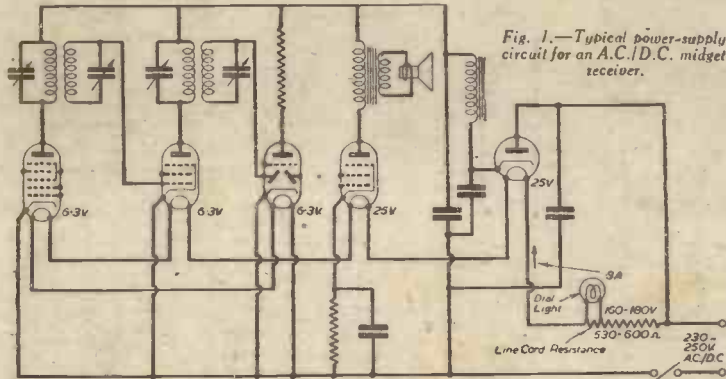 Fig. 1.—Typical power-supply
circuit for an A.C./D.C. midget
receiver.
6·3V
6·3V
6·3V
25V
25V
·3A
Dial
Light
160-180V
530-600Ω
Line Cord Resistance
230-
250V.
A.C./D.C.